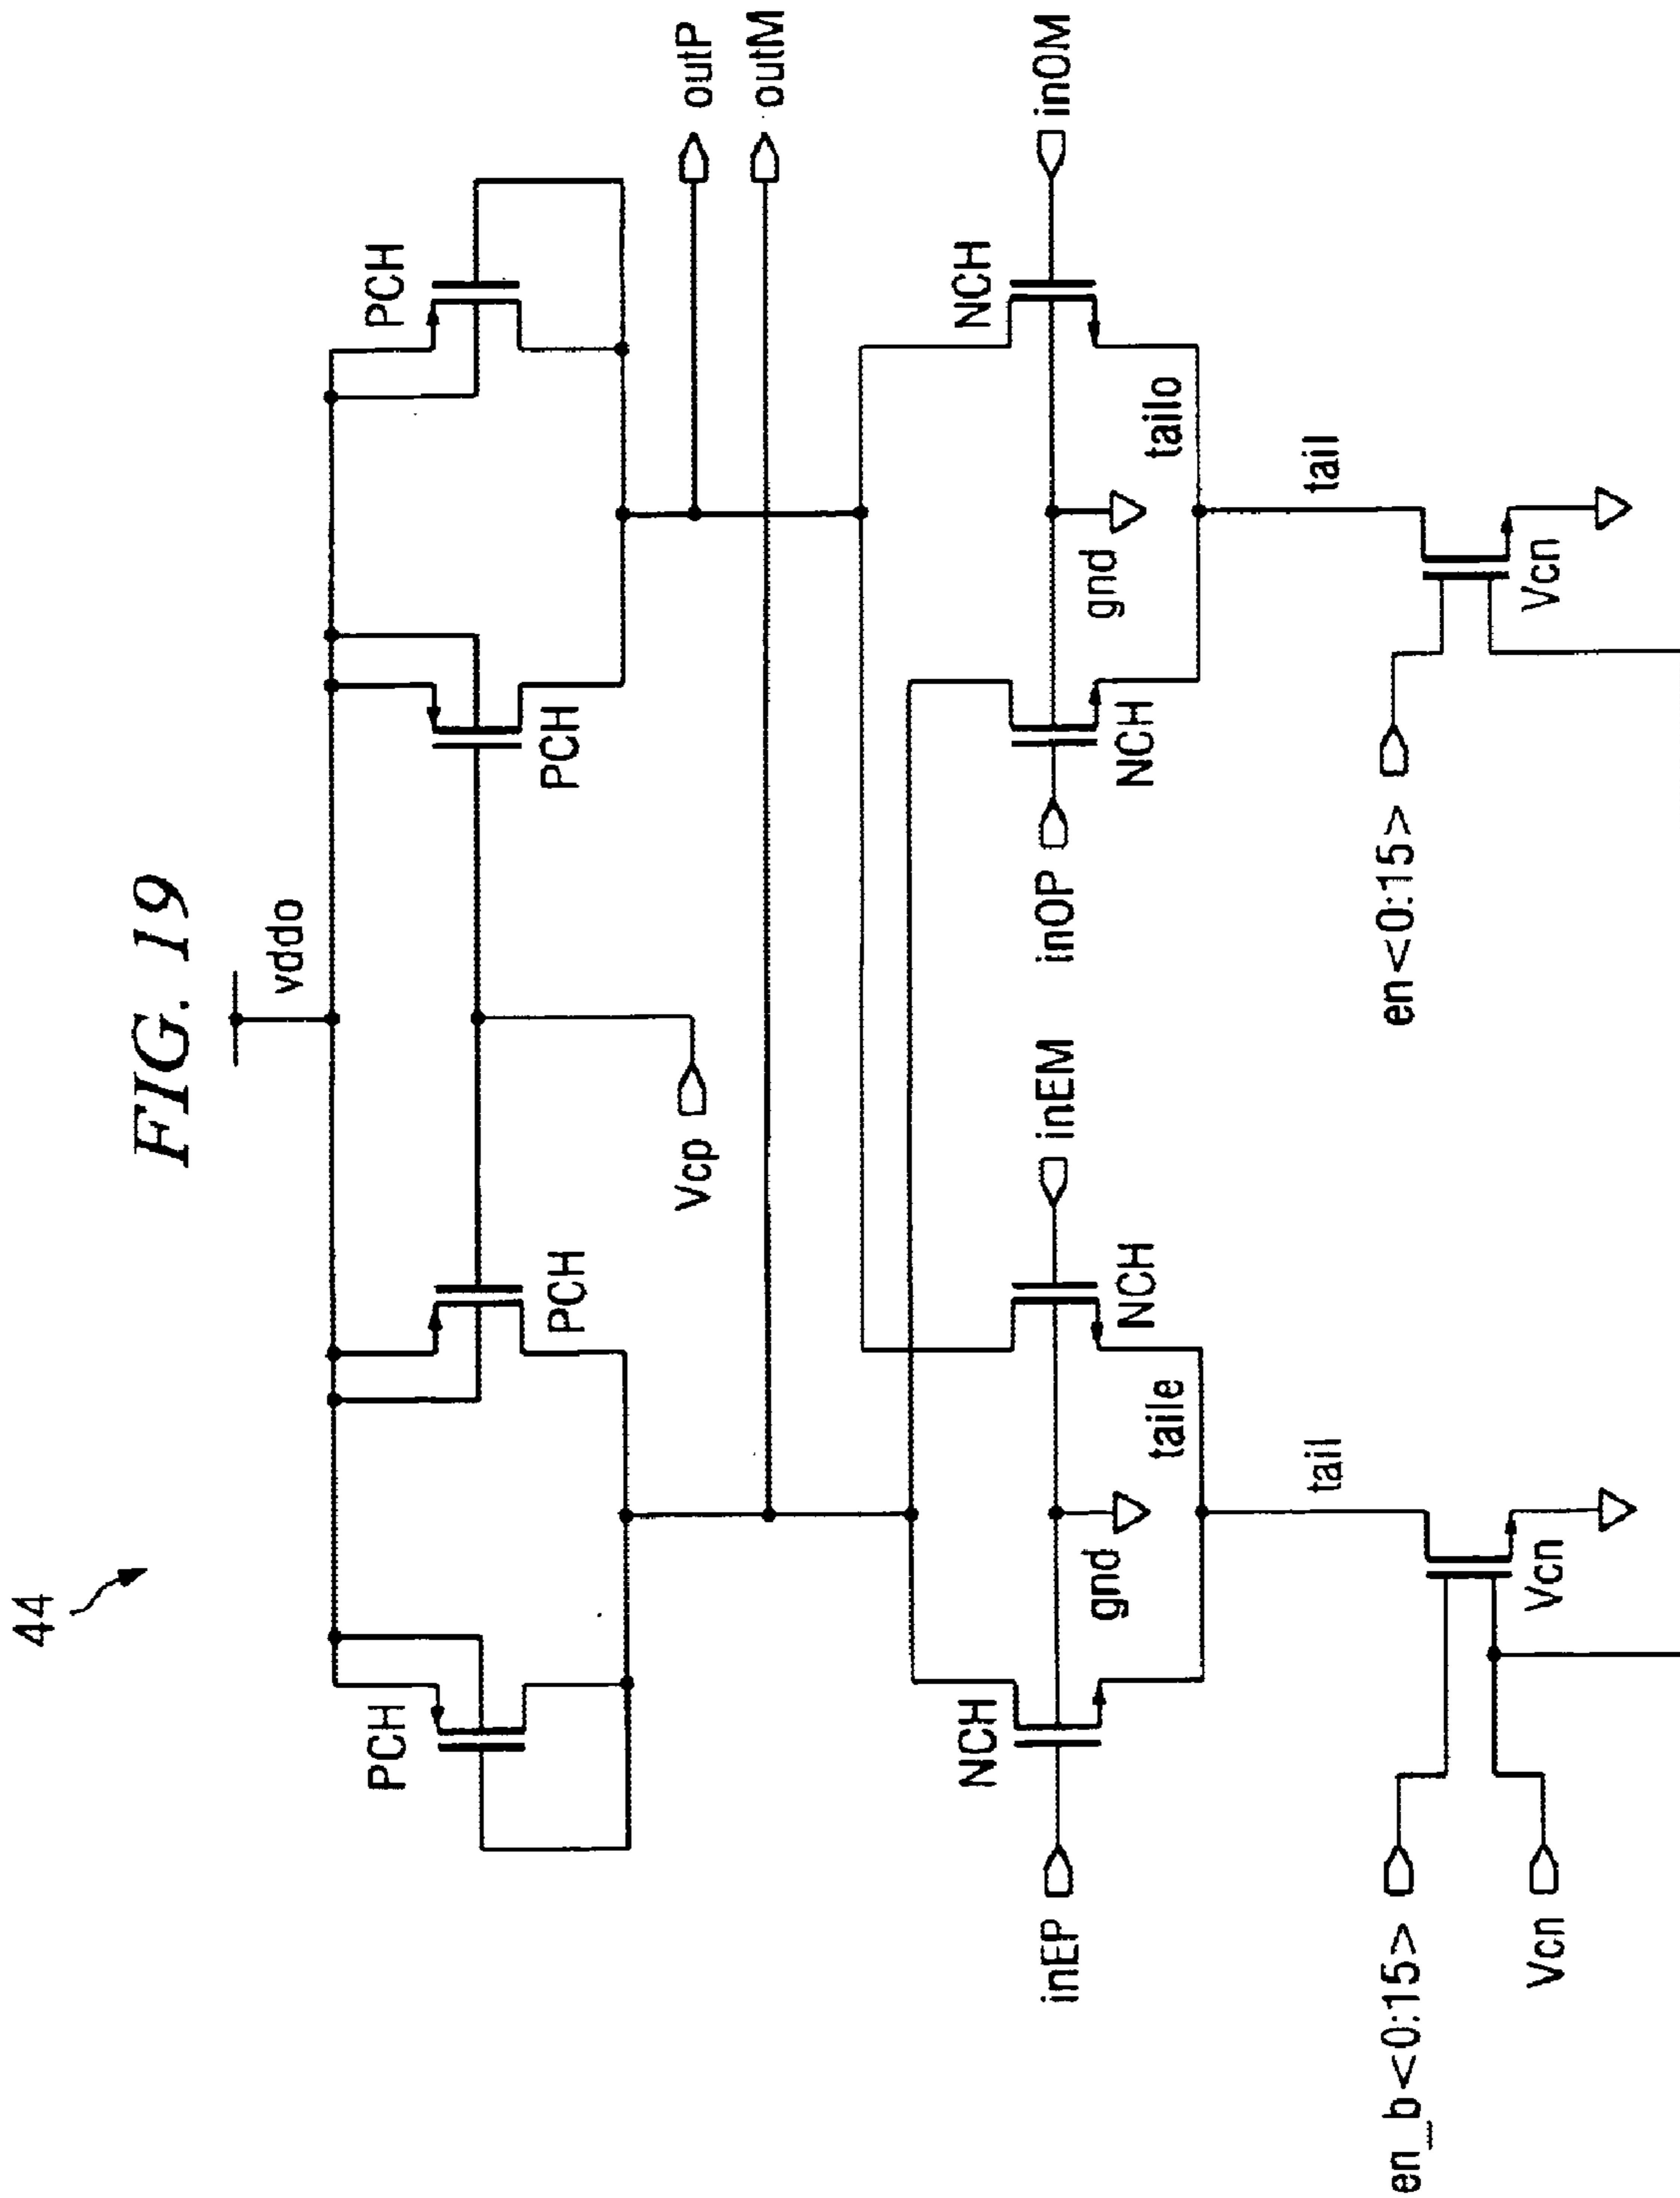 FIG. 19
44
vddo
PCH
PCH
PCH
PCH
Vcp
outP
outM
NCH
inEP
inEM
NCH
gnd
taile
inOP
NCH
NCH
inOM
gnd
tailo
tail
tail
en_b<0:15>
Vcn
Vcn
en<0:15>
Vcn